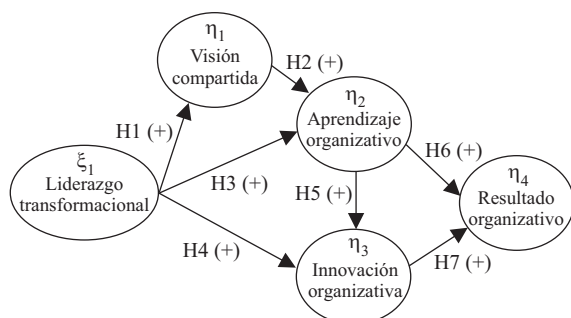 η1
Visión
compartida
H2 (+)
H1 (+)
η2
Aprendizaje
organizativo
ξ1
Liderazgo
transformacional
H3 (+)
H6 (+)
H5 (+)
η4
Resultado
organizativo
H4 (+)
η3
Innovación
organizativa
H7 (+)